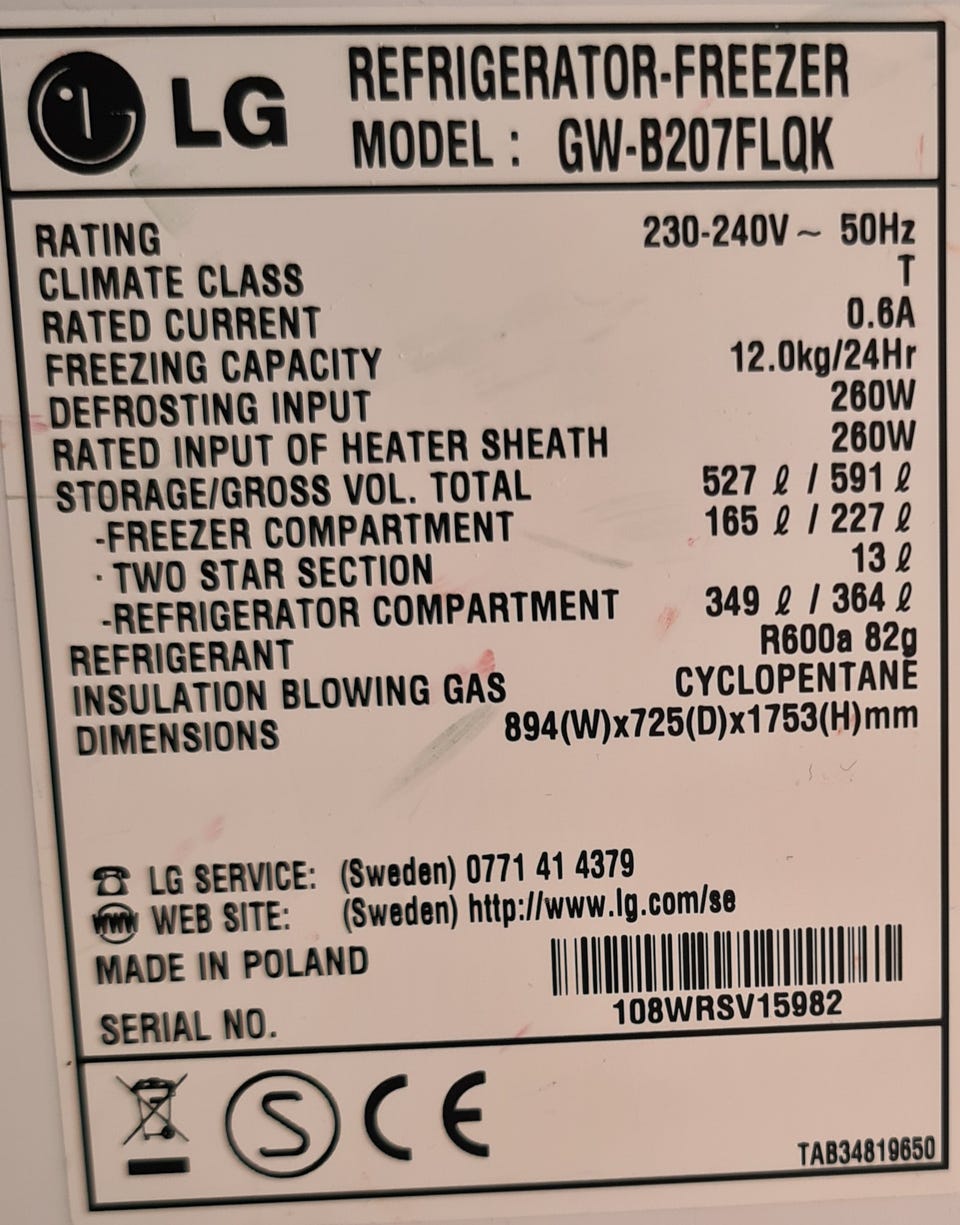 LG REFRIGERATOR-FREEZER
MODEL : GW-B207FLQK
RATING 230-240V ~ 50Hz
CLIMATE CLASS T
RATED CURRENT 0.6A
FREEZING CAPACITY 12.0kg/24Hr
DEFROSTING INPUT 260W
RATED INPUT OF HEATER SHEATH 260W
STORAGE/GROSS VOL. TOTAL 527 ℓ / 591 ℓ
-FREEZER COMPARTMENT 165 ℓ / 227 ℓ
· TWO STAR SECTION 13 ℓ
-REFRIGERATOR COMPARTMENT 349 ℓ / 364 ℓ
REFRIGERANT R600a 82g
INSULATION BLOWING GAS CYCLOPENTANE
DIMENSIONS 894(W)x725(D)x1753(H)mm
LG SERVICE: (Sweden) 0771 41 4379
WWW WEB SITE: (Sweden) http://www.lg.com/se
MADE IN POLAND
108WRSV15982
SERIAL NO.
S CE
TAB34819650